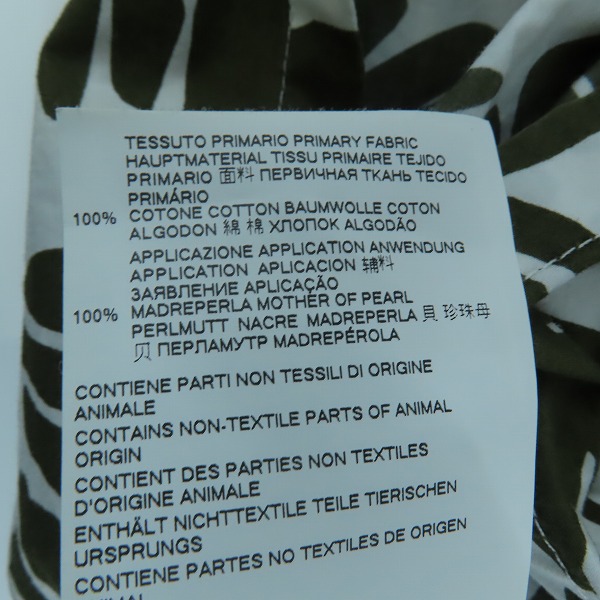 TESSUTO PRIMARIO PRIMARY FABRIC
HAUPTMATERIAL TISSU PRIMAIRE TEJIDO
PRIMARIO 面料 ПЕРВИЧНАЯ ТКАНЬ TECIDO
PRIMÁRIO
100% COTONE COTTON BAUMWOLLE COTON
ALGODON 綿 棉 ХЛОПОК ALGODÃO
APPLICAZIONE APPLICATION ANWENDUNG
APPLICATION APLICACION 辅料
ЗАЯВЛЕНИЕ APLICAÇÃO
100% MADREPERLA MOTHER OF PEARL
PERLMUTT NACRE MADREPERLA 貝 珍珠母
贝 ПЕРЛАМУТР MADREPÉROLA
CONTIENE PARTI NON TESSILI DI ORIGINE
ANIMALE
CONTAINS NON-TEXTILE PARTS OF ANIMAL
ORIGIN
CONTIENT DES PARTIES NON TEXTILES
D'ORIGINE ANIMALE
ENTHÄLT NICHTTEXTILE TEILE TIERISCHEN
URSPRUNGS
CONTIENE PARTES NO TEXTILES DE ORIGEN